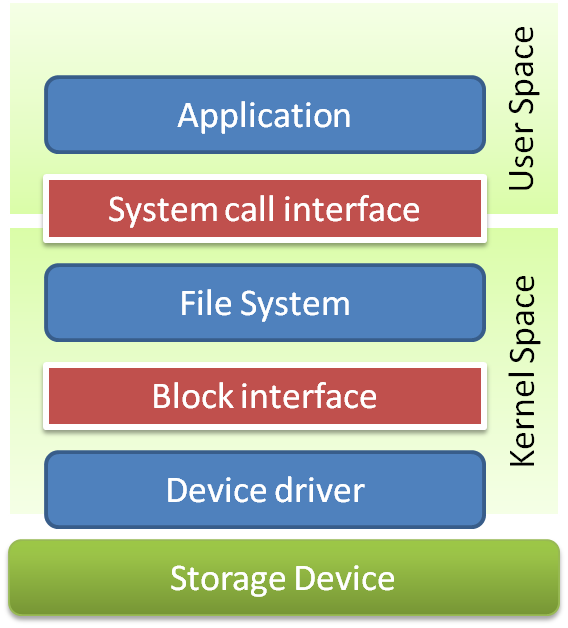 User Space
Application
System call interface
File System
Kernel Space
Block interface
Device driver
Storage Device